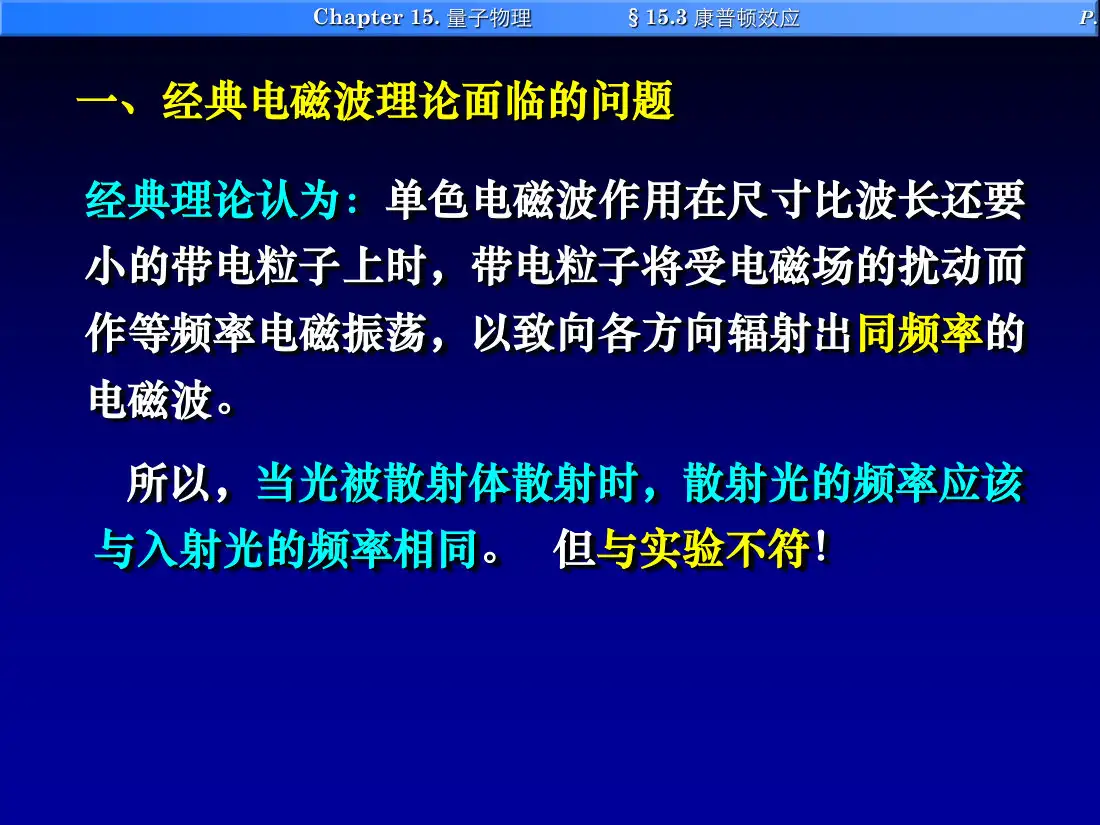 Chapter 15. 量子物理 § 15.3 康普顿效应 P.
一、经典电磁波理论面临的问题
经典理论认为：单色电磁波作用在尺寸比波长还要
小的带电粒子上时，带电粒子将受电磁场的扰动而
作等频率电磁振荡，以致向各方向辐射出同频率的
电磁波。
所以，当光被散射体散射时，散射光的频率应该
与入射光的频率相同。 但与实验不符！